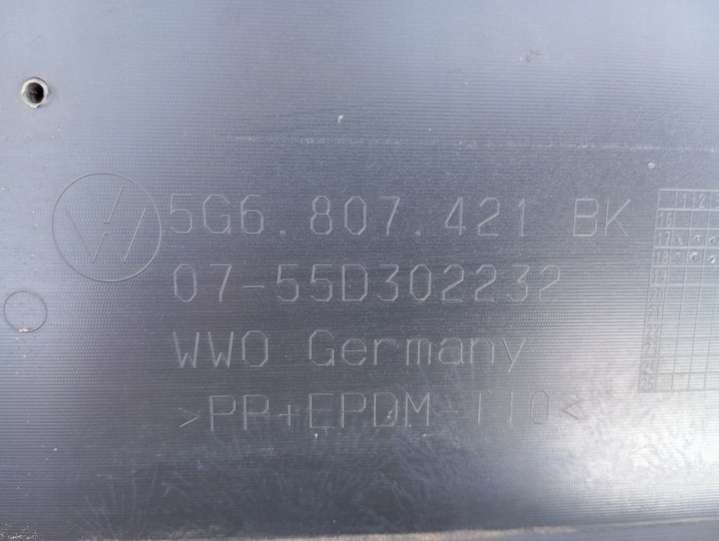 5G6.807.421 BK
07-55D302232
WWO Germany
>PP+EPDM-T10<